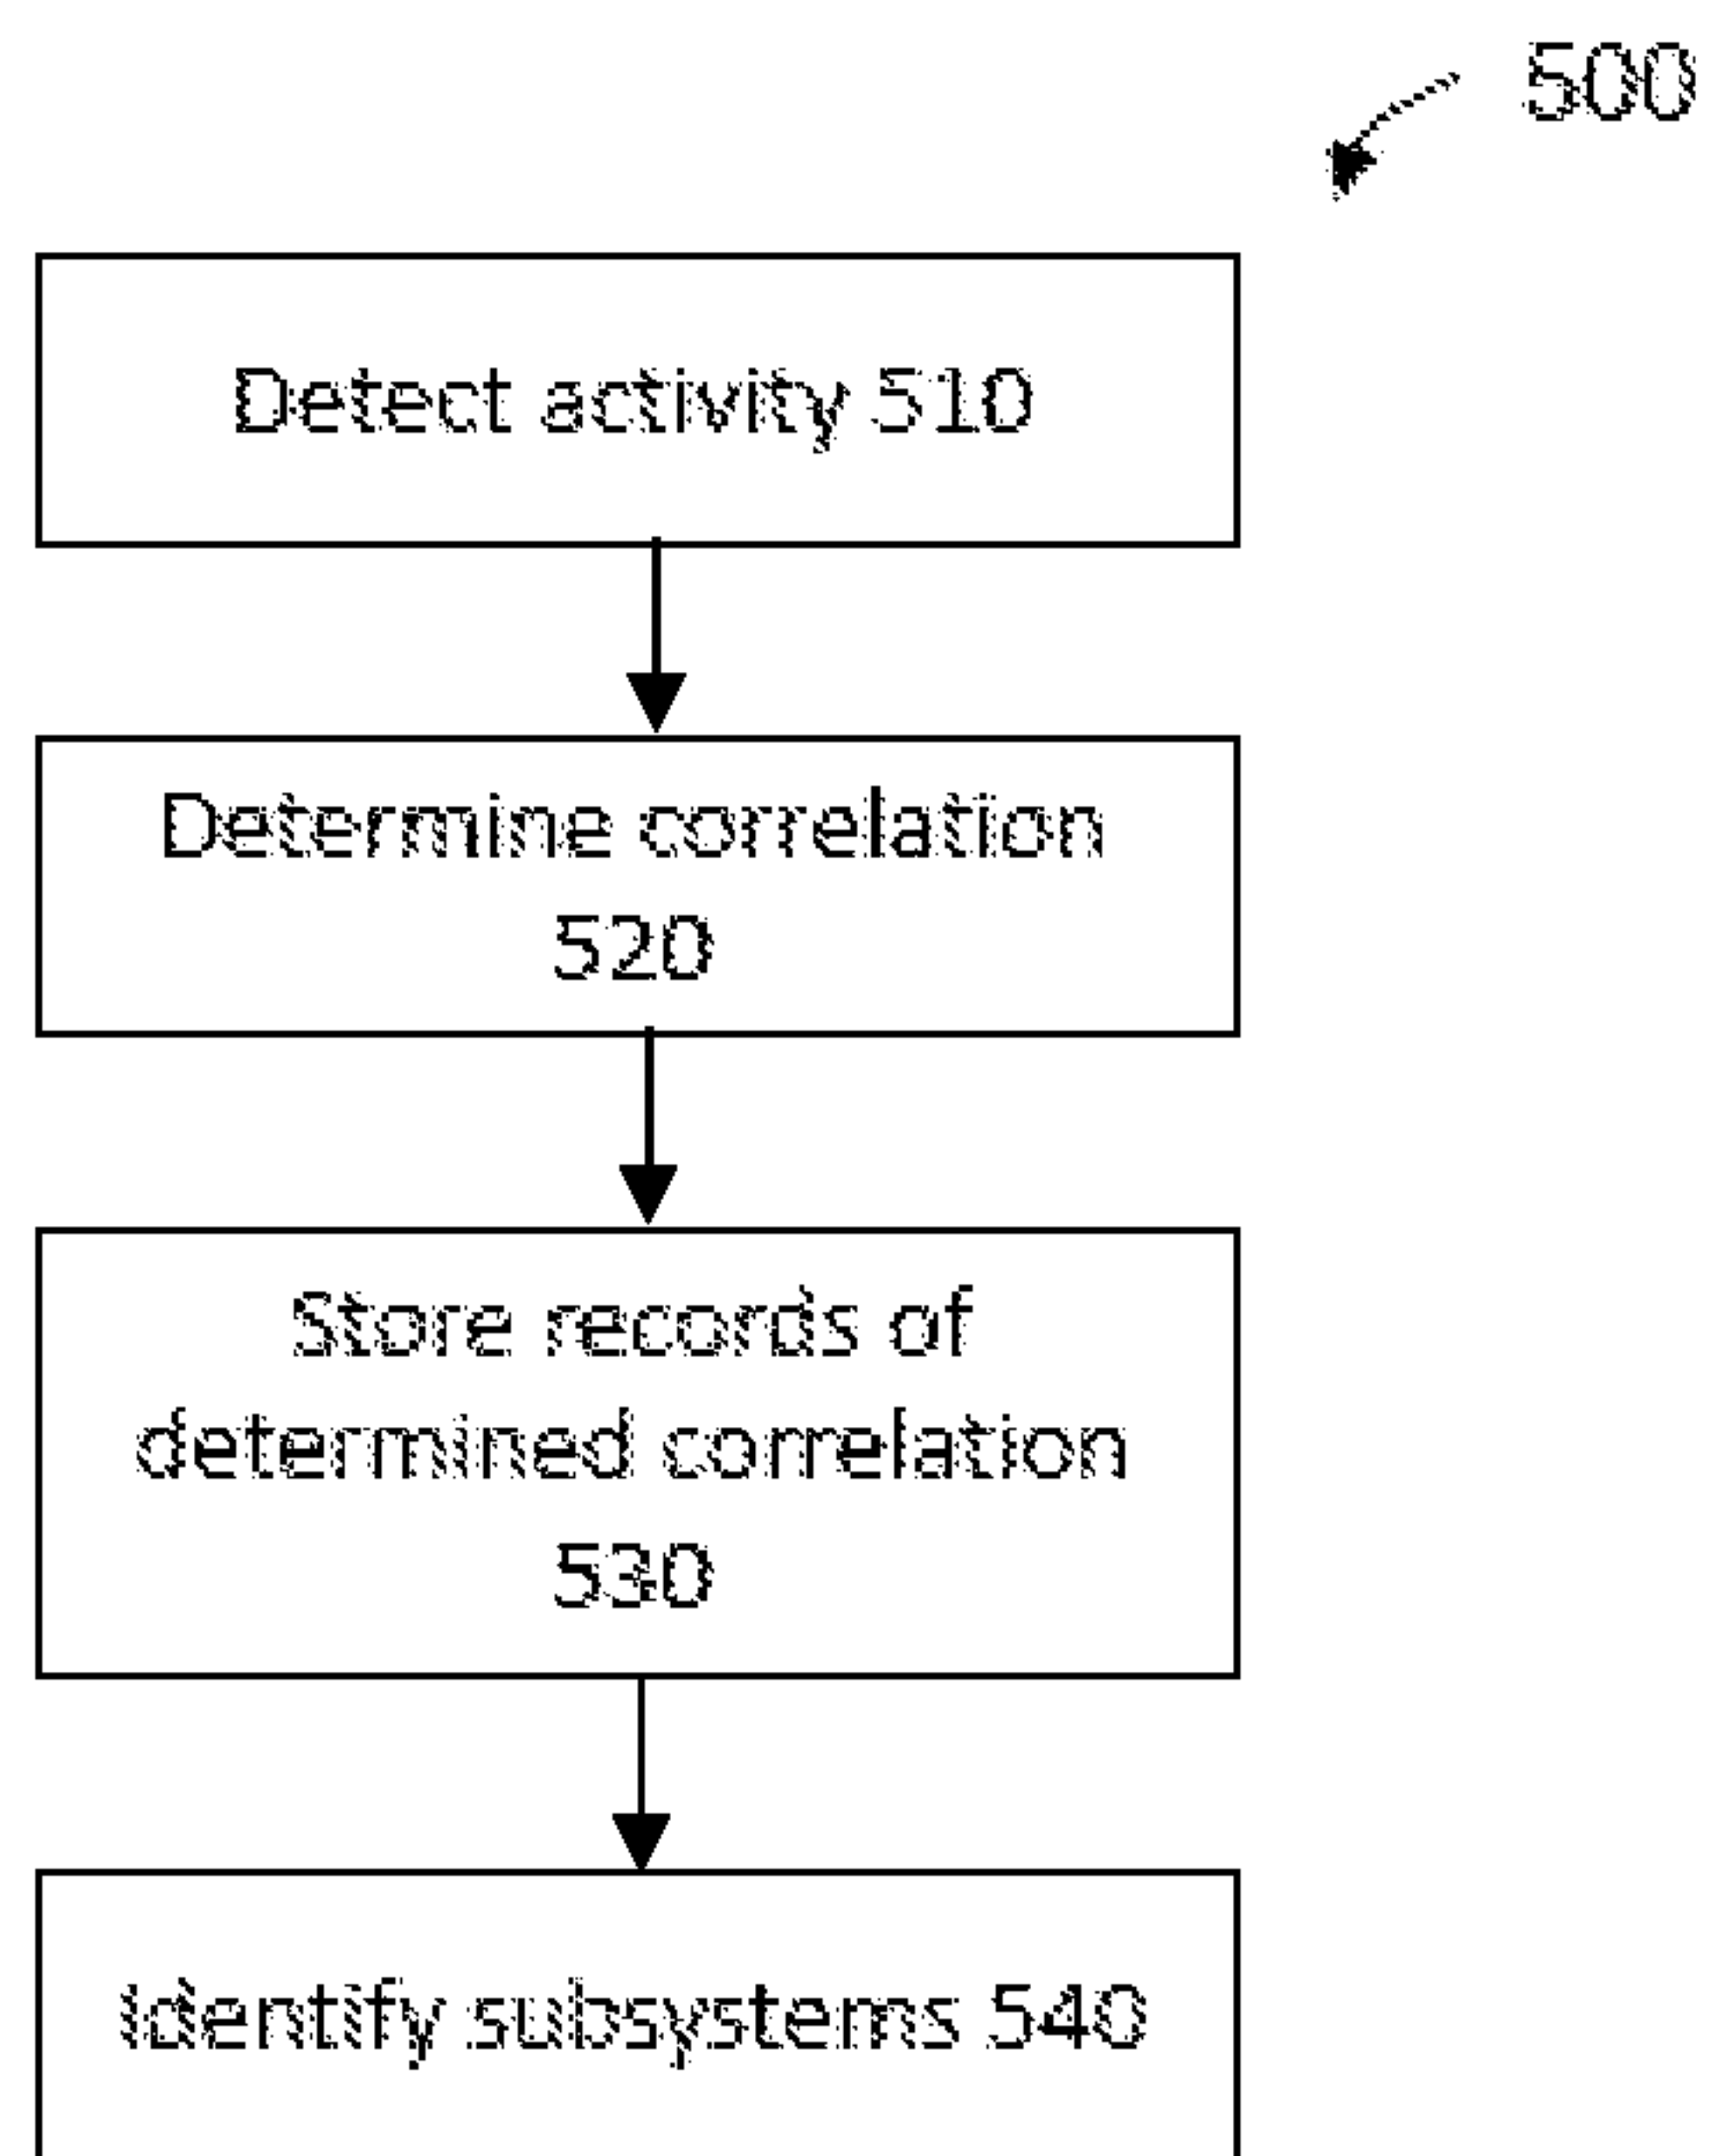 500
Detect activity 510
Determine correlation
520
Store records of
determined correlation
530
Identify subsystems 540